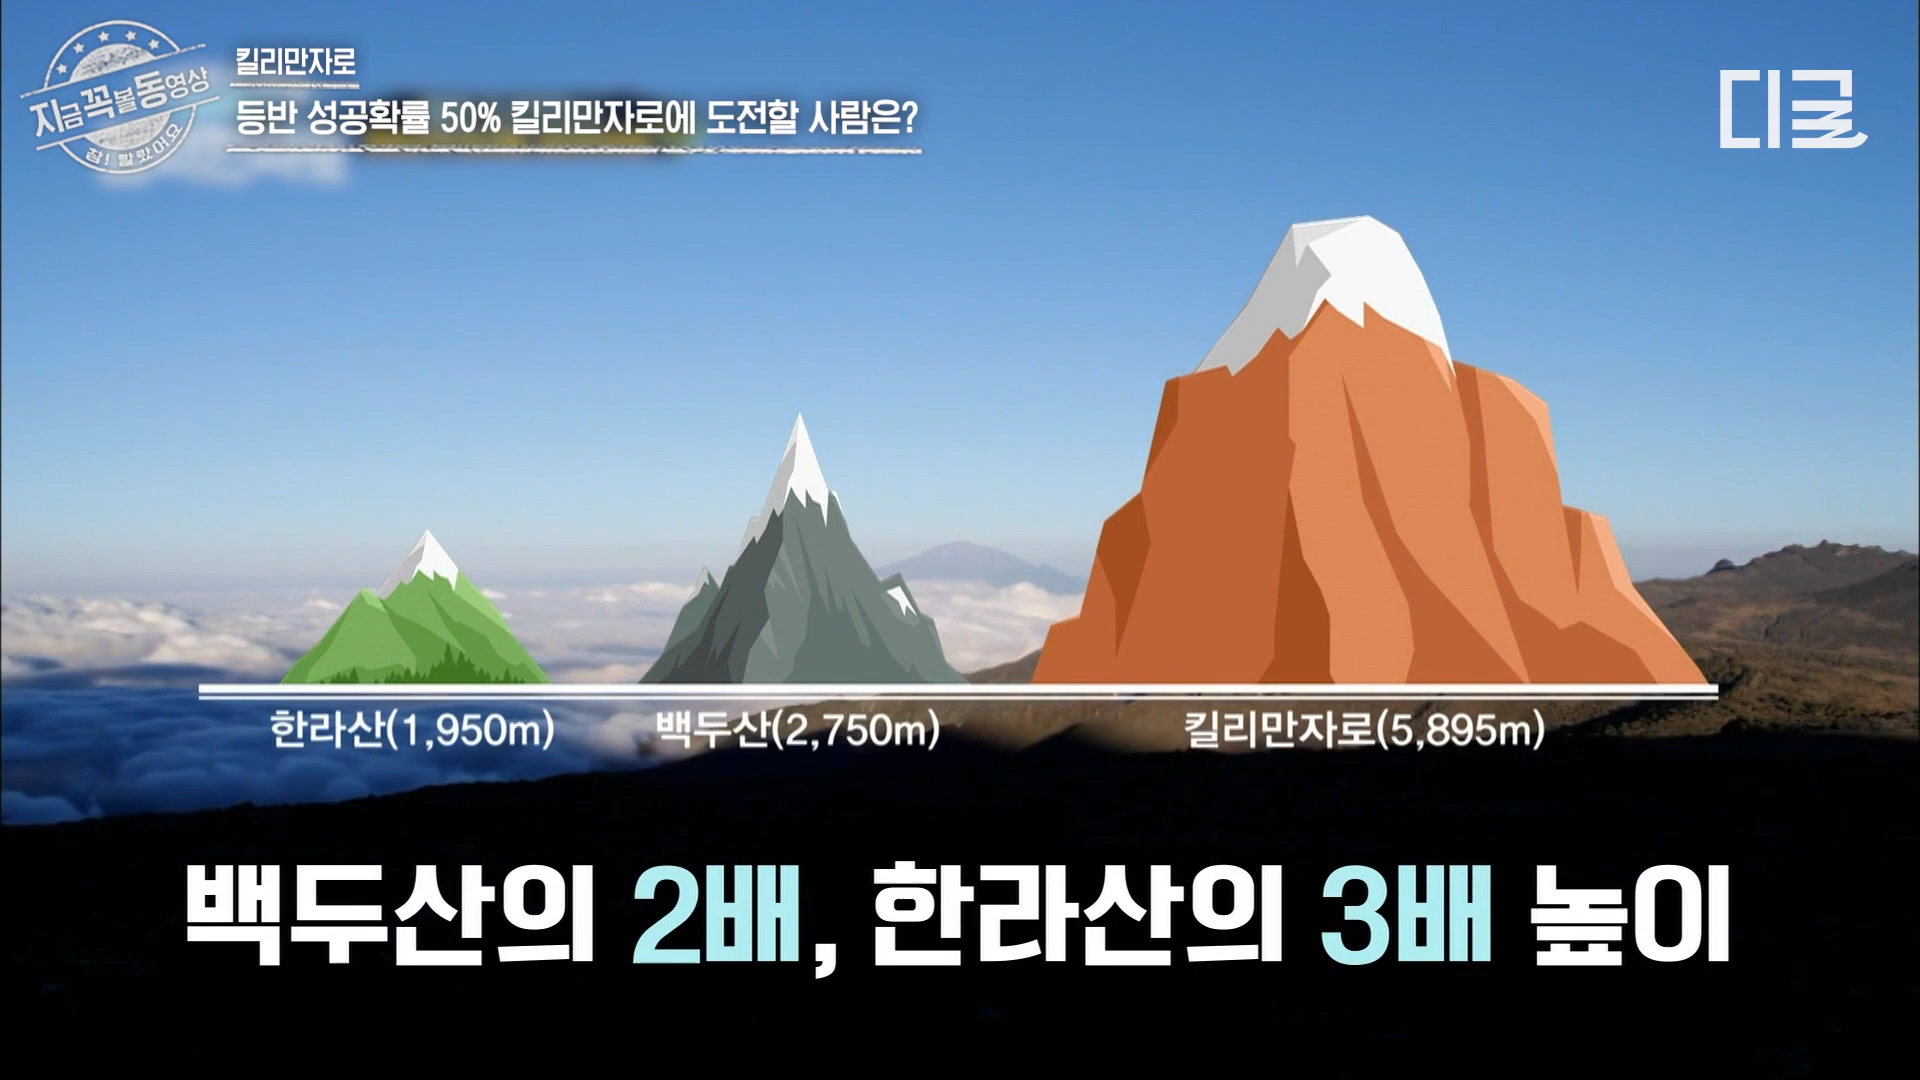 지금꼭볼동영상
참! 잘랐어요
킬리만자로
등반 성공확률 50% 킬리만자로에 도전할 사람은?
디글
한라산(1,950m)
백두산(2,750m)
킬리만자로(5,895m)
백두산의 2배, 한라산의 3배 높이